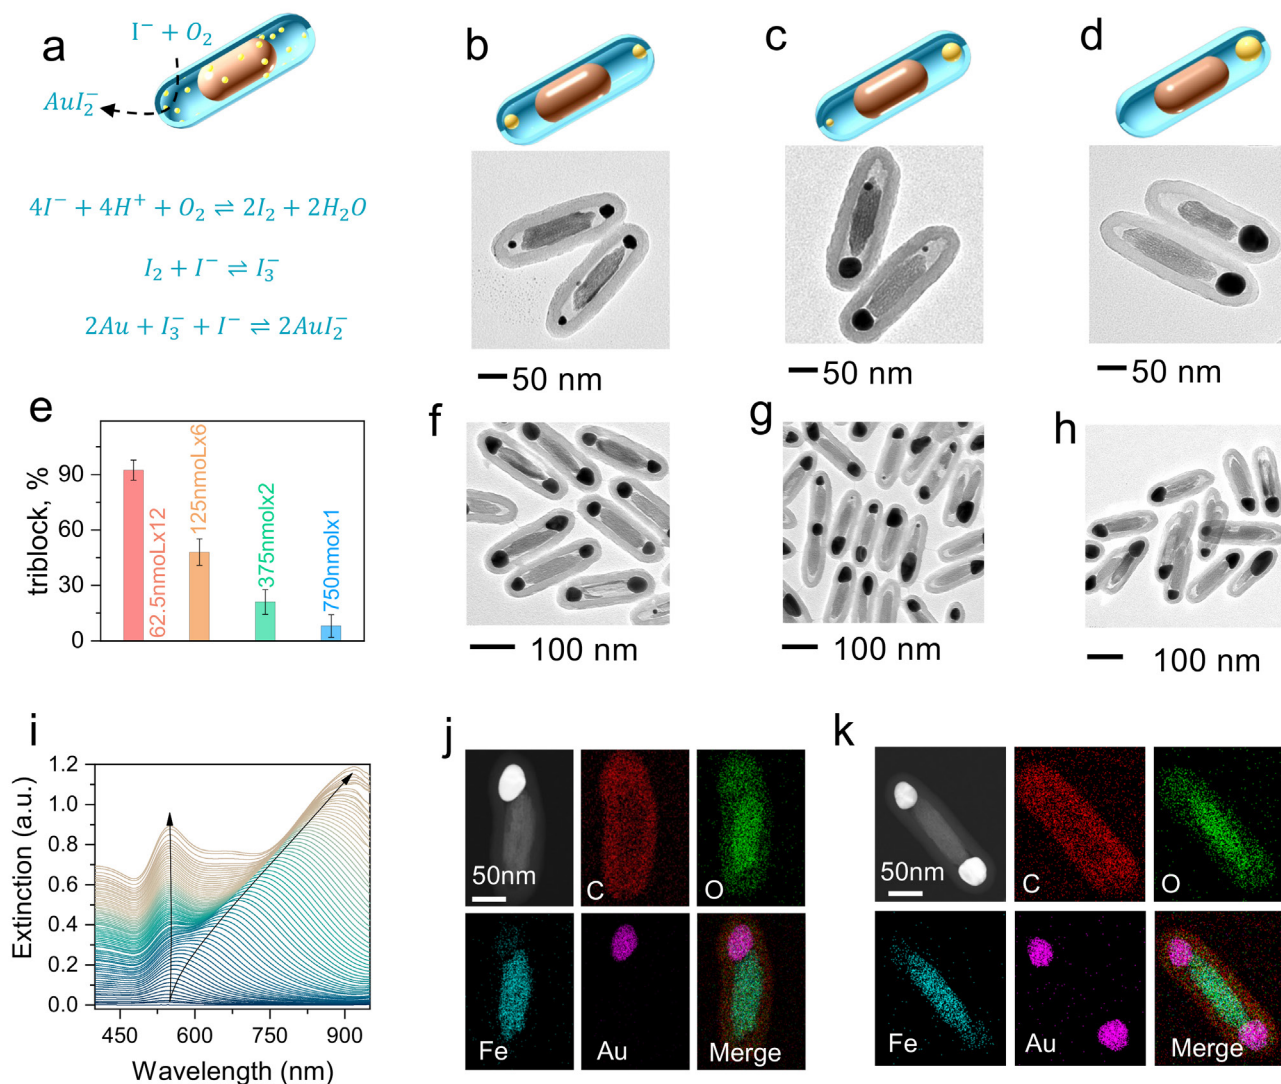 a
I⁻ + O₂
AuI₂⁻
4I⁻ + 4H⁺ + O₂ ⇌ 2I₂ + 2H₂O
I₂ + I⁻ ⇌ I₃⁻
2Au + I₃⁻ + I⁻ ⇌ 2AuI₂⁻
b
50 nm
c
50 nm
d
50 nm
e
triblock, %
90
60
30
0
62.5nmoLx12
125nmoLx6
375nmolx2
750nmolx1
f
100 nm
g
100 nm
h
100 nm
i
Extinction (a.u.)
1.2
1.0
0.8
0.6
0.4
0.2
0.0
450
600
750
900
Wavelength (nm)
j
50nm
C
O
Fe
Au
Merge
k
50nm
C
O
Fe
Au
Merge